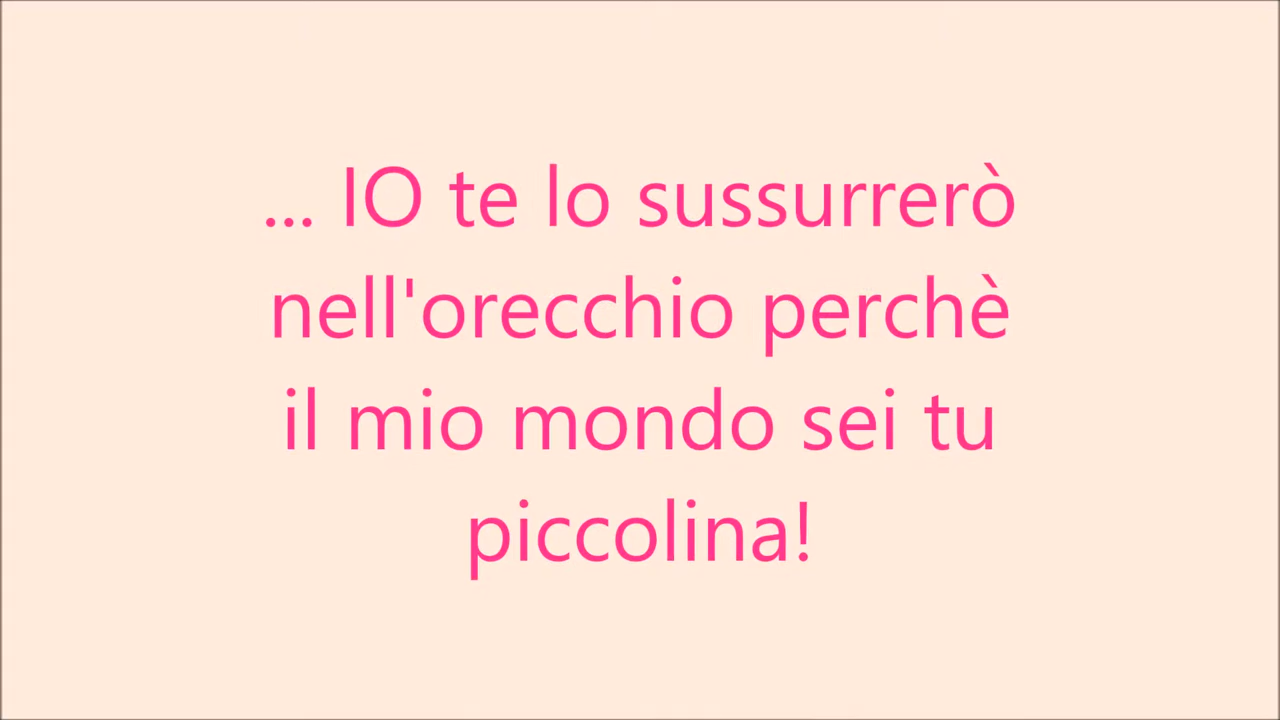 ... IO te lo sussurrerò
nell'orecchio perchè
il mio mondo sei tu
piccolina!